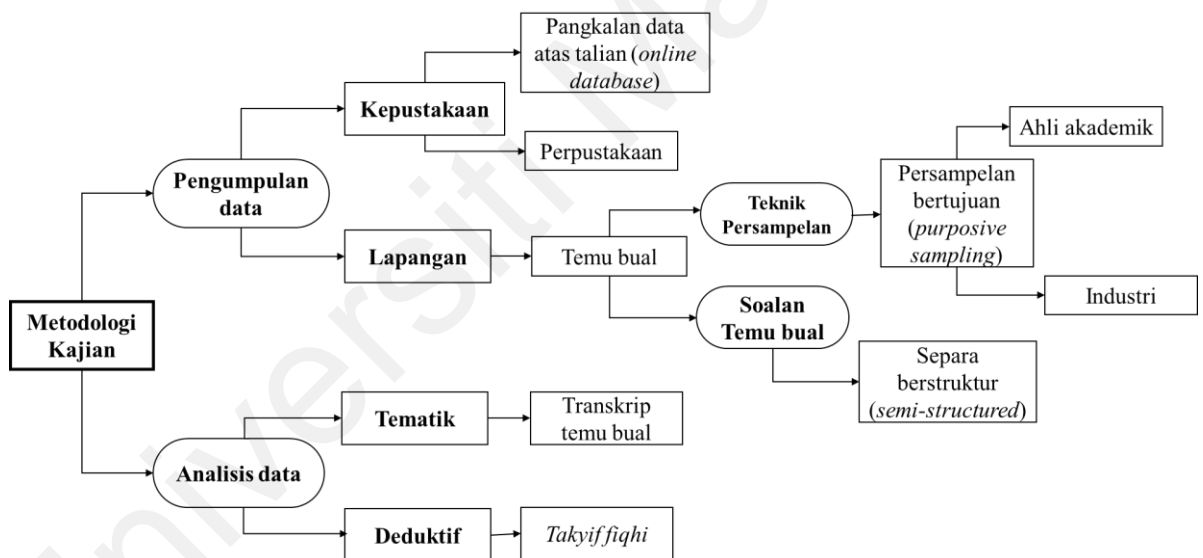 Pangkalan data
atas talian (online
database)
Kepustakaan
Perpustakaan
Pengumpulan
data
Lapangan
Temu bual
Teknik
Persampelan
Ahli akademik
Persampelan
bertujuan
(purposive
sampling)
Industri
Soalan
Temu bual
Separa
berstruktur
(semi-structured)
Metodologi
Kajian
Tematik
Transkrip
temu bual
Analisis data
Deduktif
Takyif fiqhi
Universiti Ma